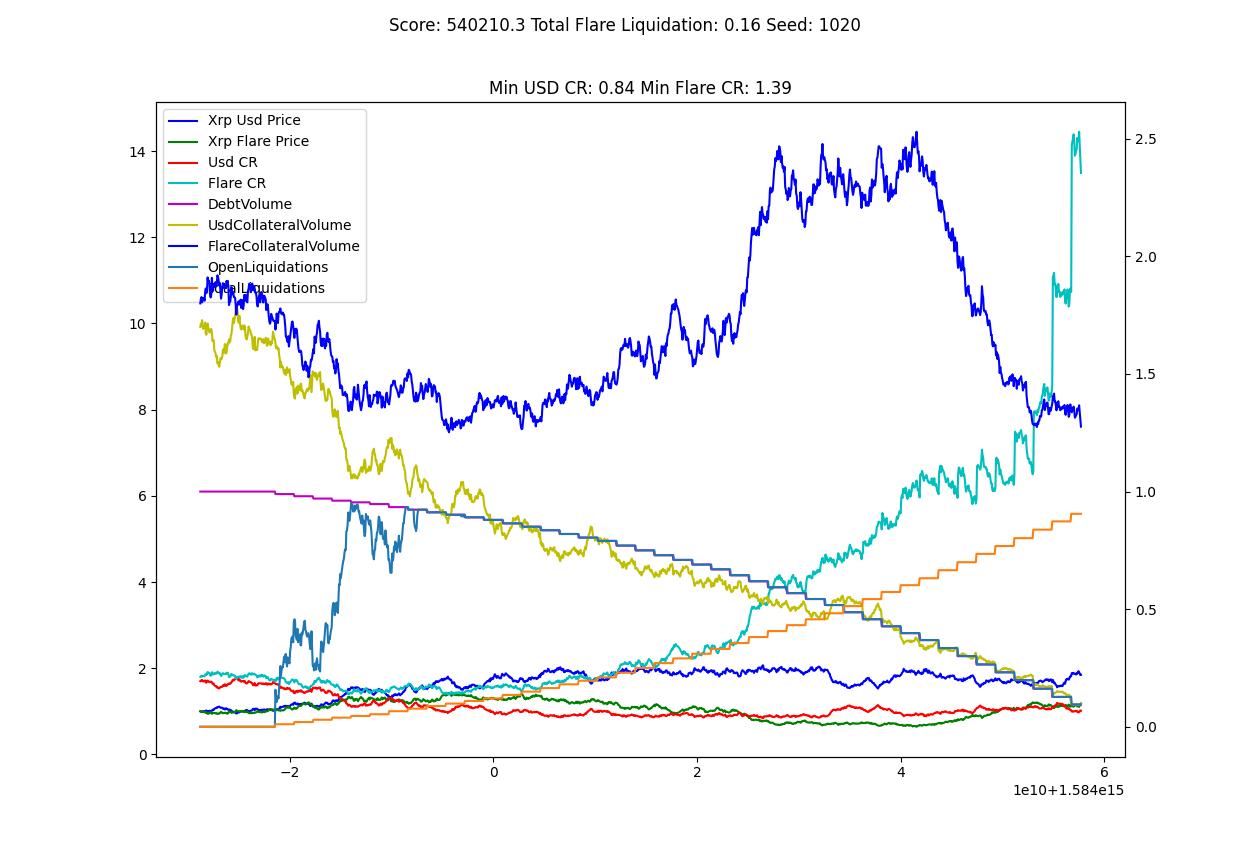 Score: 540210.3 Total Flare Liquidation: 0.16 Seed: 1020
Min USD CR: 0.84 Min Flare CR: 1.39
Xrp Usd Price
Xrp Flare Price
Usd CR
Flare CR
DebtVolume
UsdCollateralVolume
FlareCollateralVolume
OpenLiquidations
TotalLiquidations
14
12
10
8
6
4
2
0
2.5
2.0
1.5
1.0
0.5
0.0
−2
0
2
4
6
1e10+1.584e15